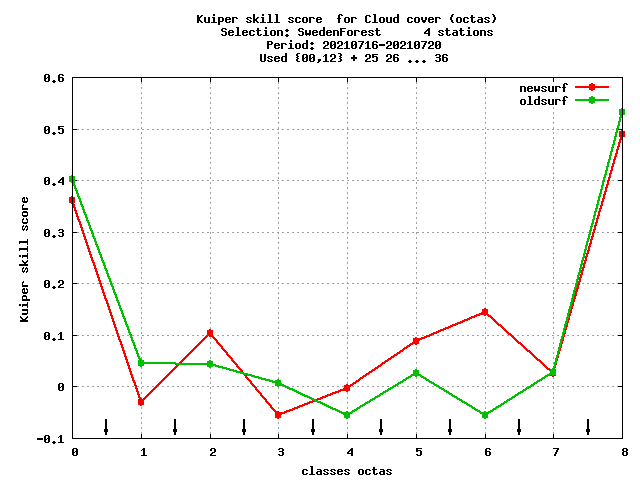 Kuiper skill score  for Cloud cover (octas)
Selection: SwedenForest      4 stations
Period: 20210716-20210720
Used {00,12} + 25 26 ... 36
newsurf
oldsurf
0.6
0.5
0.4
0.3
0.2
0.1
0
-0.1
Kuiper skill score
0 1 2 3 4 5 6 7 8
classes octas